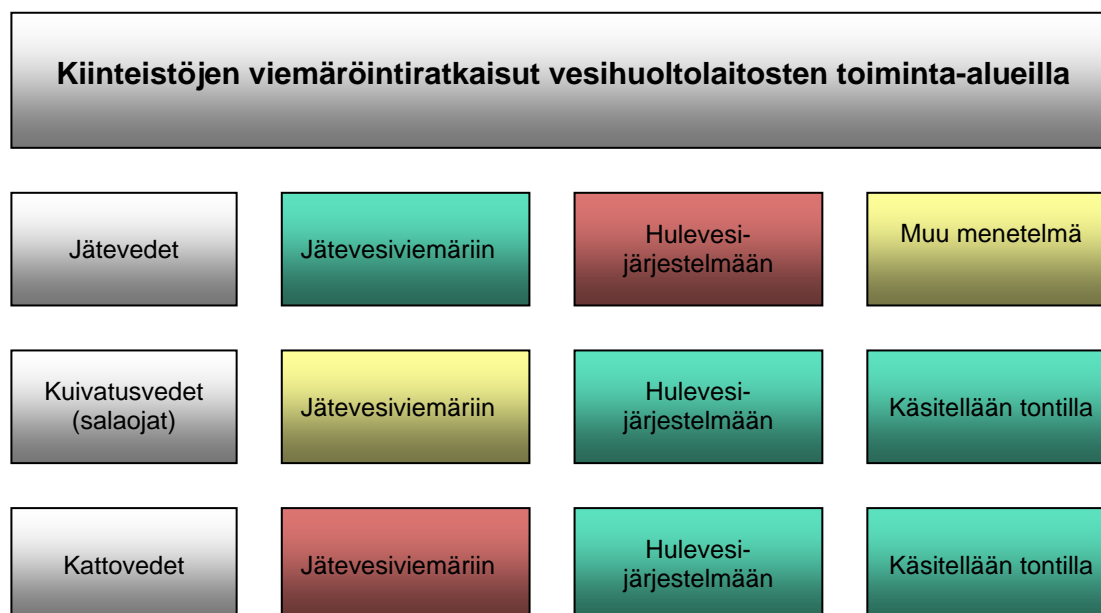 Kiinteistöjen viemäröintiratkaisut vesihuoltolaitosten toiminta-alueilla
Jätevedet
Jätevesiviemäriin
Hulevesi-
järjestelmään
Muu menetelmä
Kuivatusvedet
(salaojat)
Jätevesiviemäriin
Hulevesi-
järjestelmään
Käsitellään tontilla
Kattovedet
Jätevesiviemäriin
Hulevesi-
järjestelmään
Käsitellään tontilla